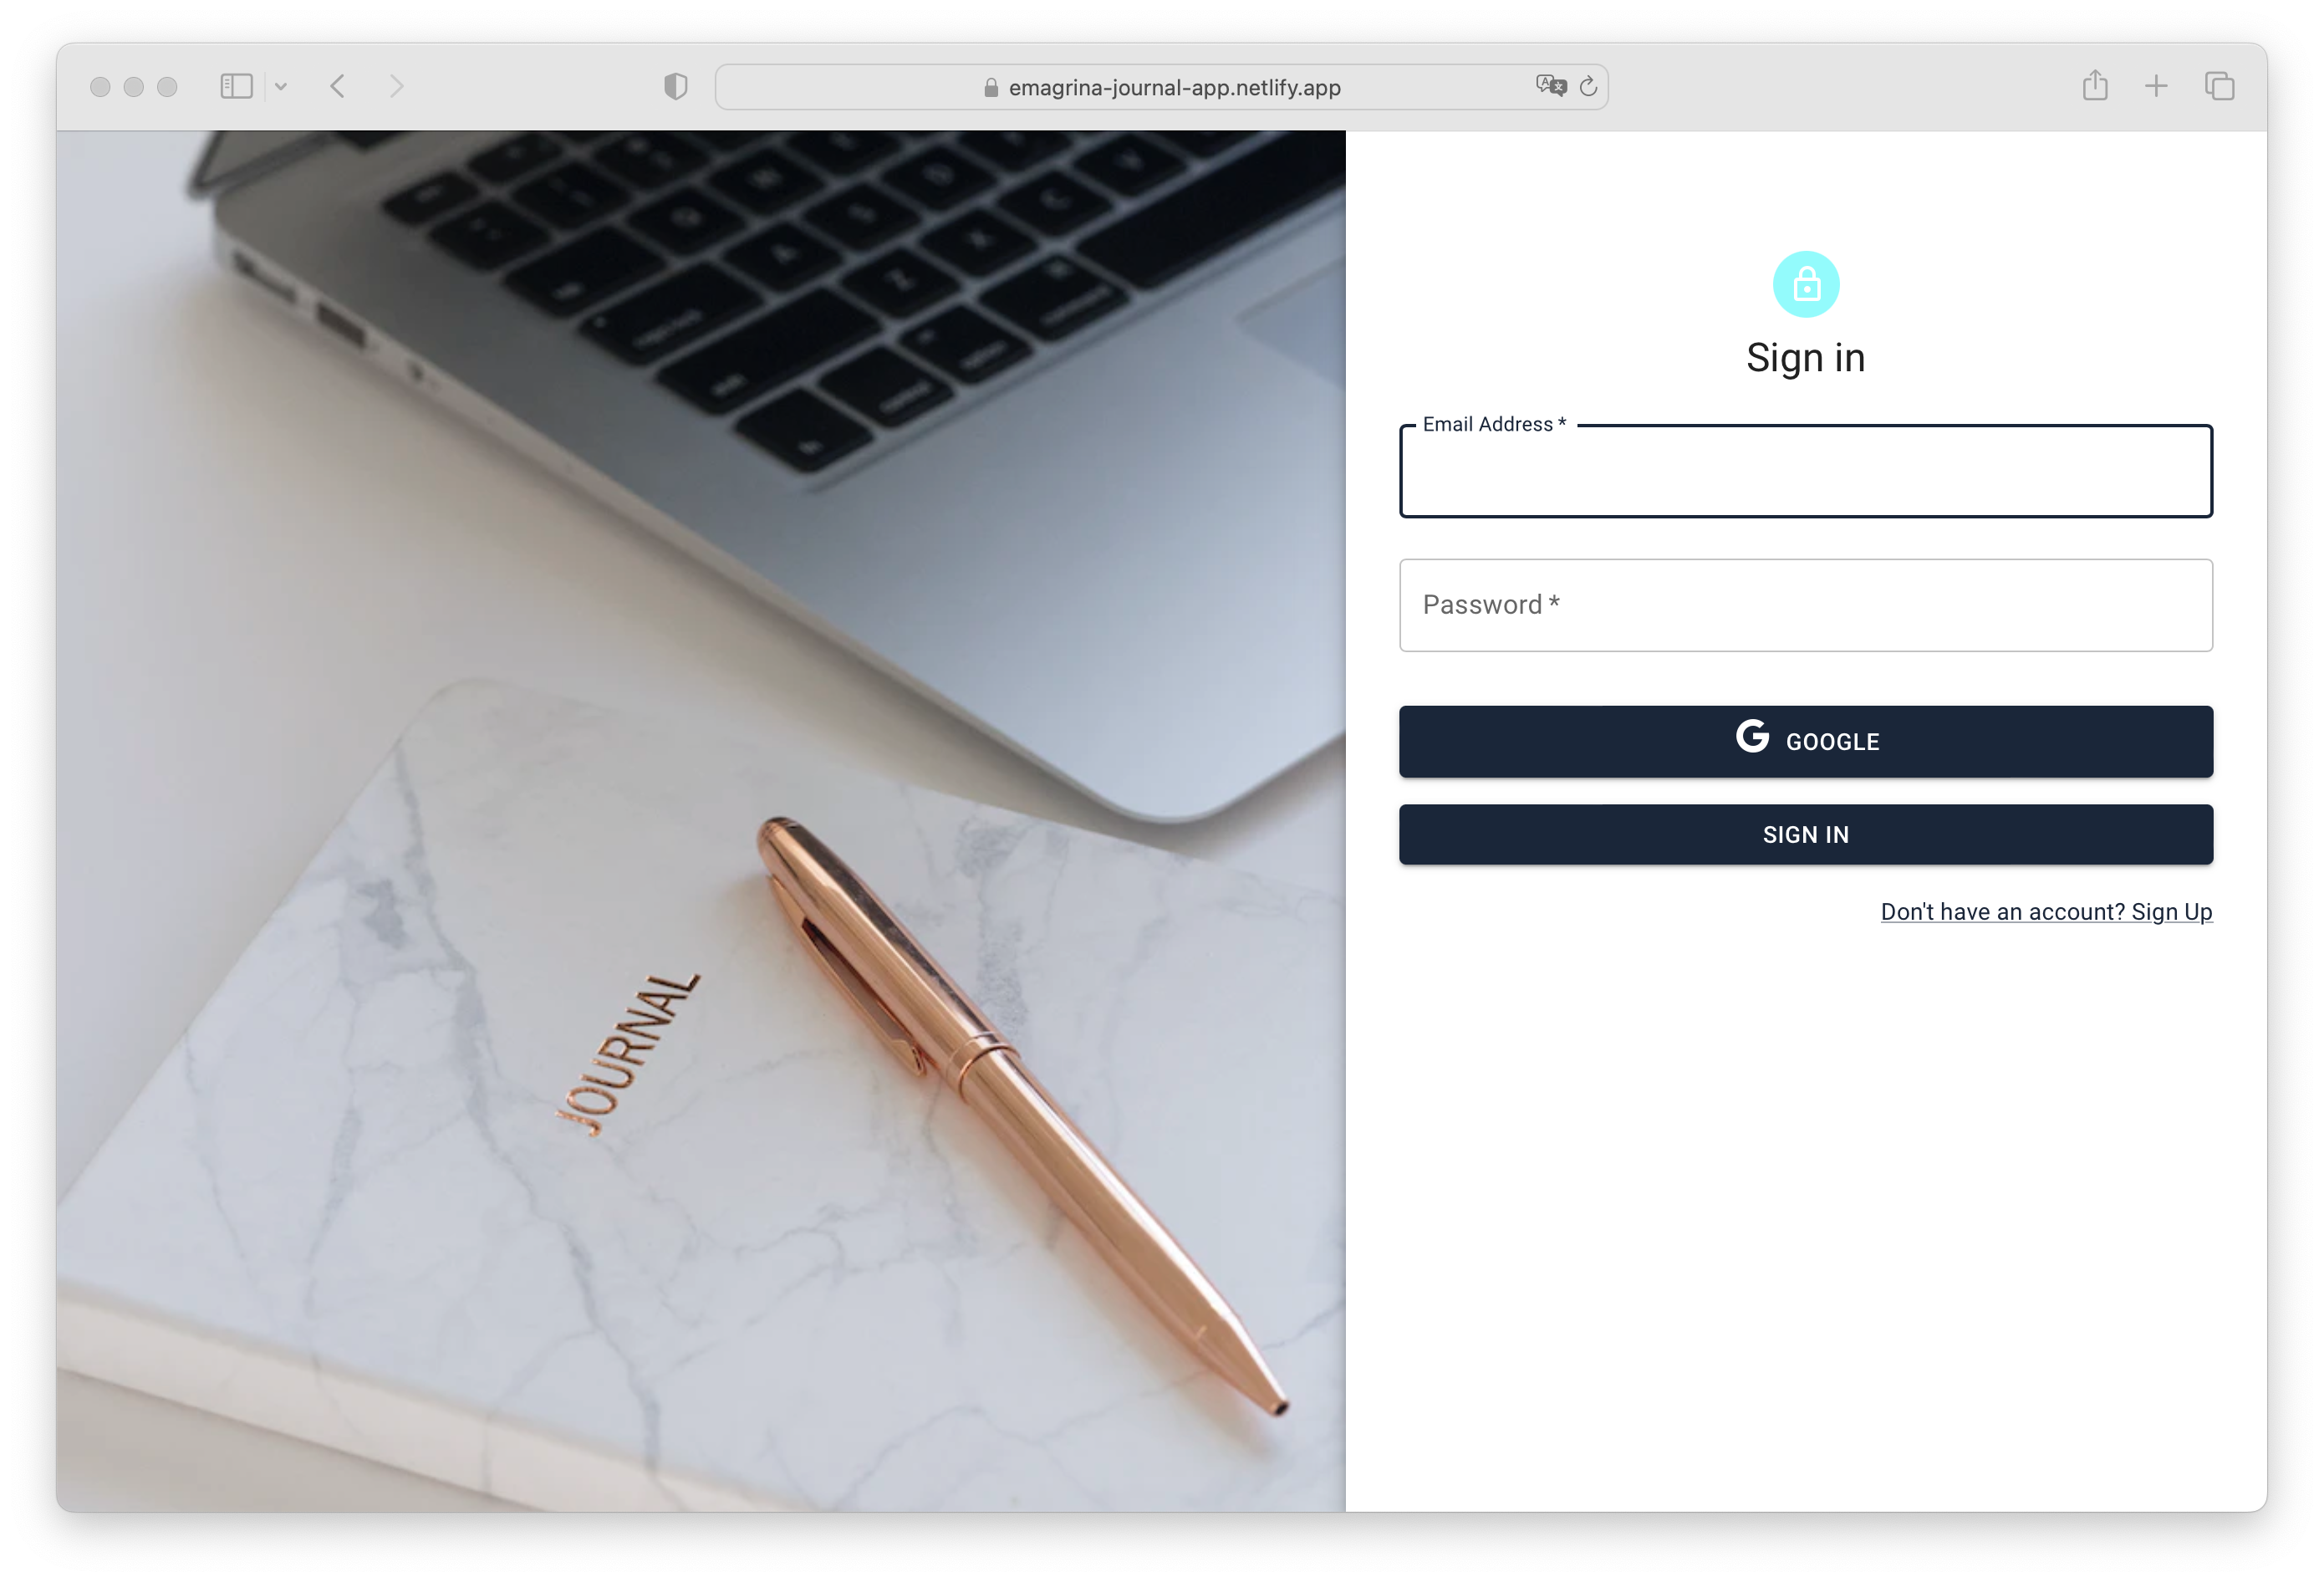 emagrina-journal-app.netlify.app
JOURNAL
Sign in
Email Address *
Password *
GOOGLE
SIGN IN
Don't have an account? Sign Up